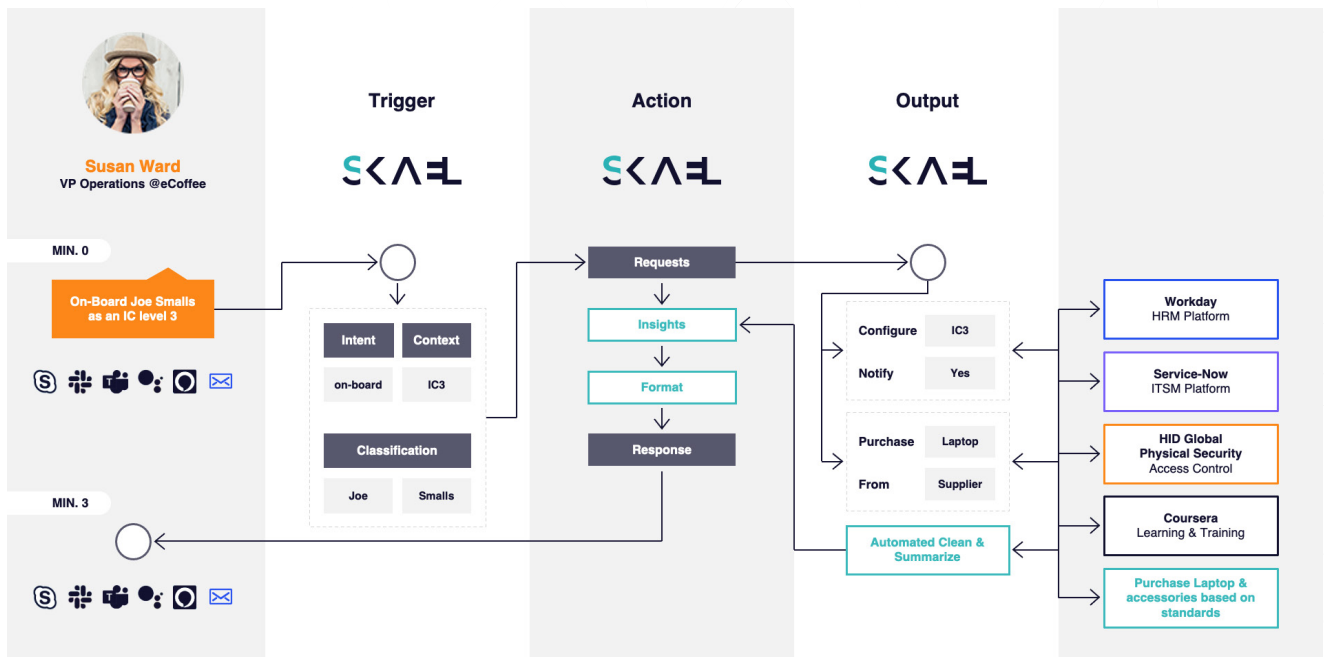 Susan Ward
VP Operations @eCoffee
MIN. 0
On-Board Joe Smalls
as an IC level 3
MIN. 3
Trigger
SKAEL
Intent
Context
on-board
IC3
Classification
Joe
Smalls
Action
SKAEL
Requests
Insights
Format
Response
Output
SKAEL
Configure
IC3
Notify
Yes
Purchase
Laptop
From
Supplier
Automated Clean &
Summarize
Workday
HRM Platform
Service-Now
ITSM Platform
HID Global
Physical Security
Access Control
Coursera
Learning & Training
Purchase Laptop &
accessories based on
standards